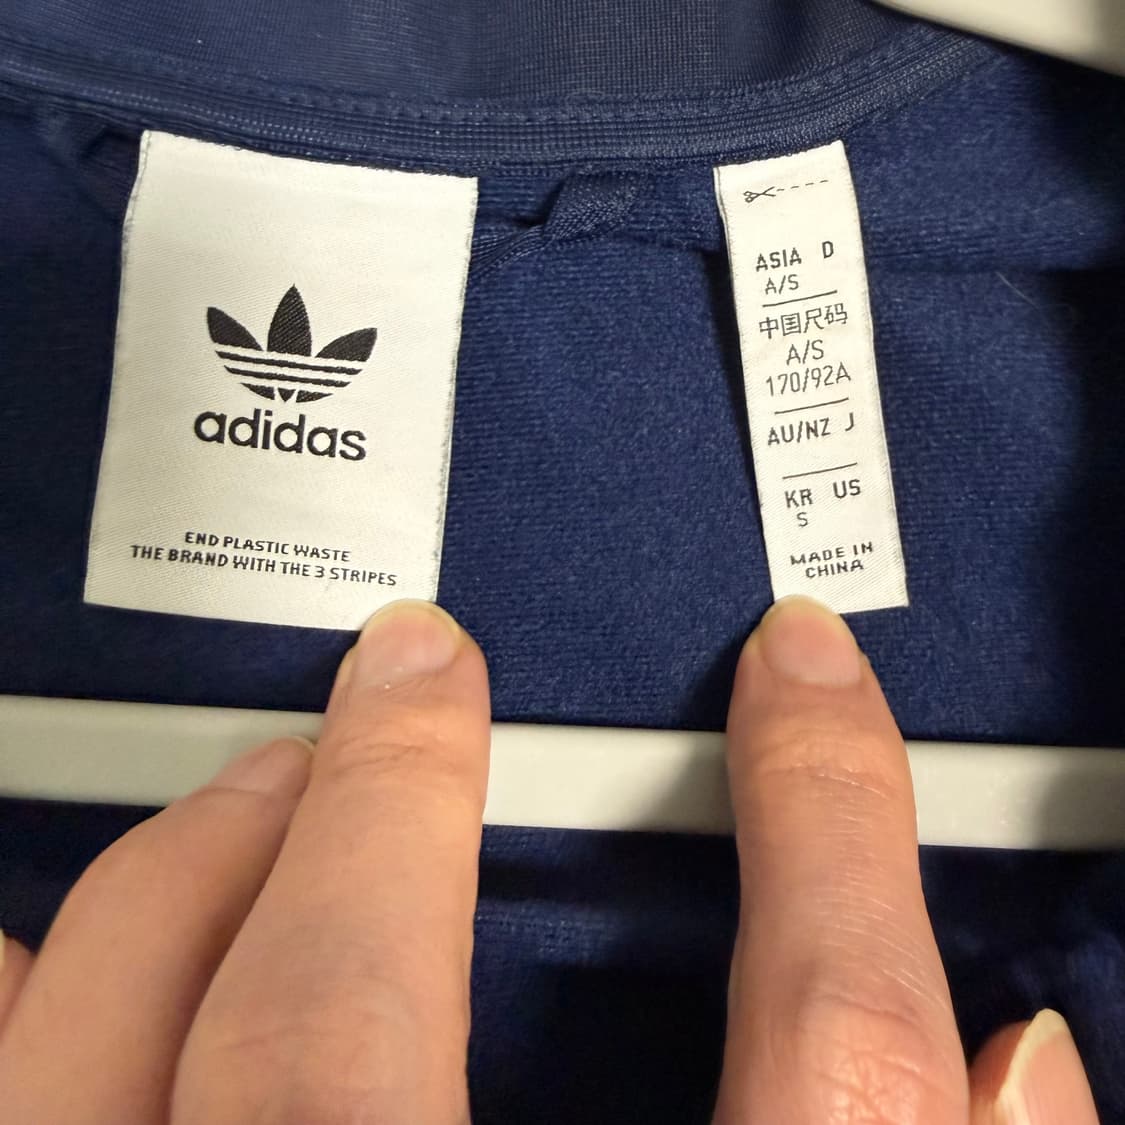 adidas
END PLASTIC WASTE
THE BRAND WITH THE 3 STRIPES
ASIA D
A/S
中国尺码
A/S
170/92A
AU/NZ J
KR US
S
MADE IN
CHINA